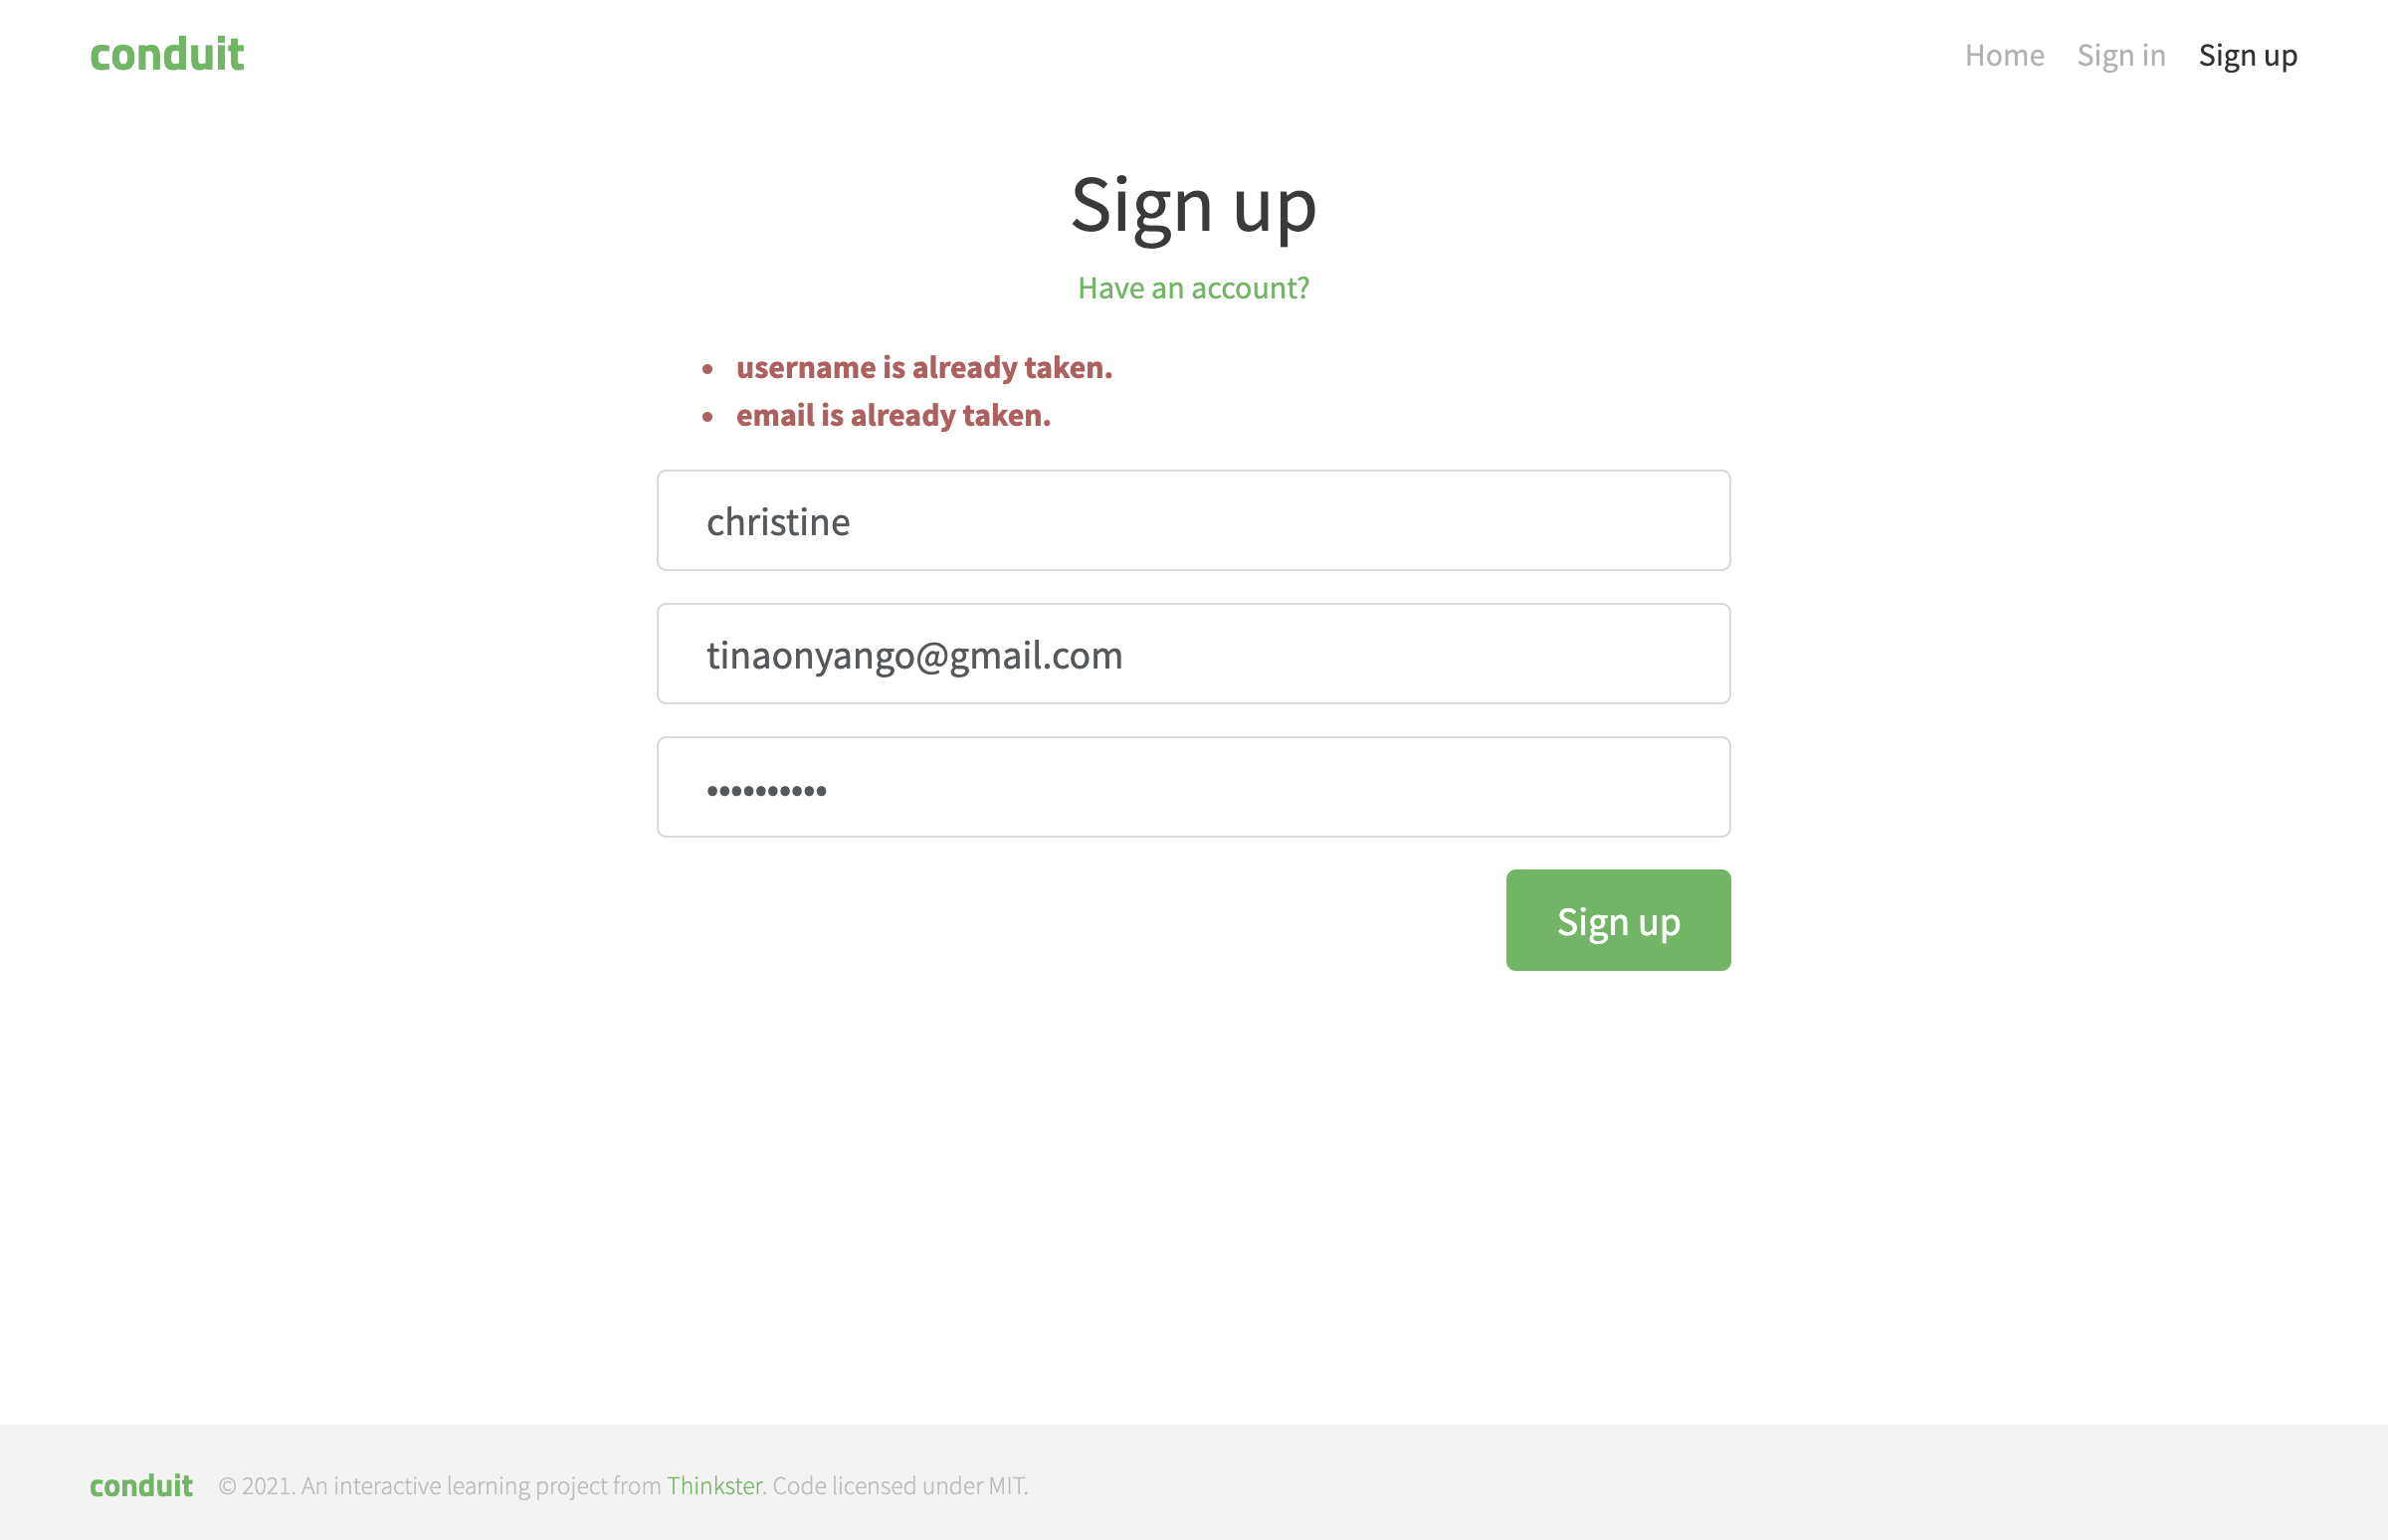 conduit
Home Sign in Sign up
Sign up
Have an account?
• username is already taken.
• email is already taken.
christine
tinaonyango@gmail.com
••••••••••
Sign up
conduit © 2021. An interactive learning project from Thinkster. Code licensed under MIT.